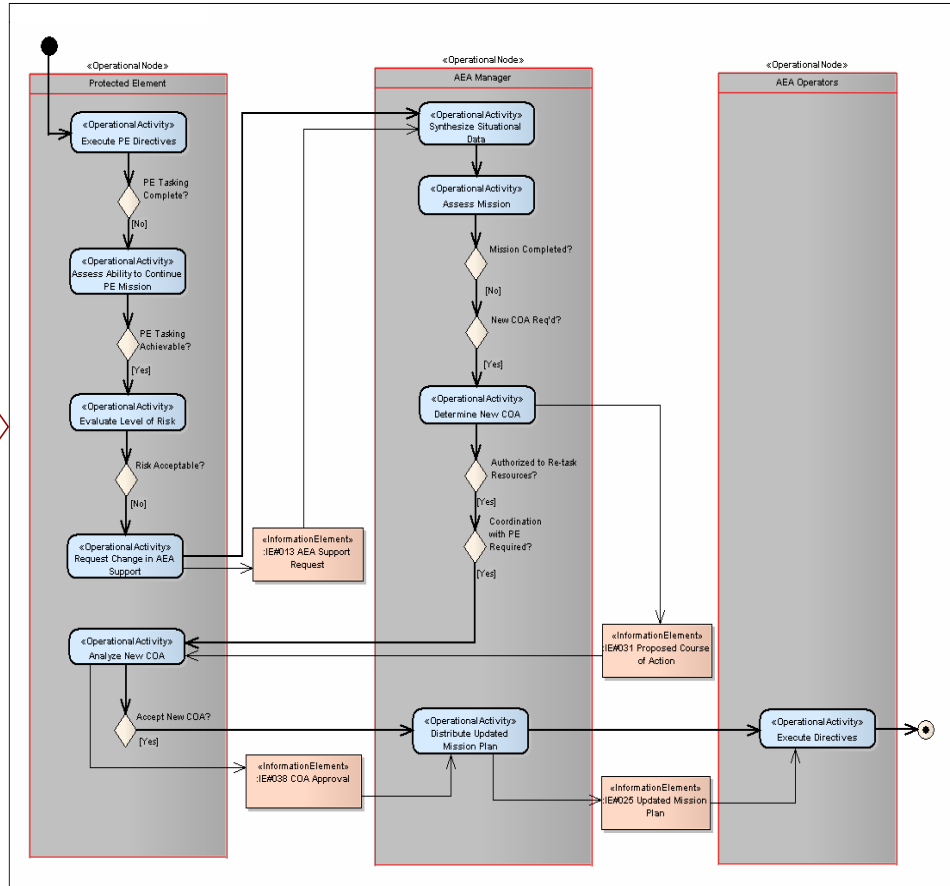 «OperationalNode»
Protected Element
«OperationalActivity»
Execute PE Directives
PE Tasking
Complete?
[No]
«OperationalActivity»
Assess Ability to Continue
PE Mission
PE Tasking
Achievable?
[Yes]
«OperationalActivity»
Evaluate Level of Risk
Risk Acceptable?
[No]
«OperationalActivity»
Request Change in AEA
Support
«InformationElement»
:IE#013 AEA Support
Request
«OperationalActivity»
Analyze New COA
Accept New COA?
[Yes]
«InformationElement»
:IE#038 COA Approval
«OperationalNode»
AEA Manager
«OperationalActivity»
Synthesize Situational
Data
«OperationalActivity»
Assess Mission
Mission Completed?
[No]
New COA Req'd?
[Yes]
«OperationalActivity»
Determine New COA
Authorized to Re-task
Resources?
[Yes]
Coordination
with PE
Required?
[Yes]
«OperationalActivity»
Distribute Updated
Mission Plan
«InformationElement»
:IE#031 Proposed Course
of Action
«InformationElement»
:IE#025 Updated Mission
Plan
«OperationalNode»
AEA Operators
«OperationalActivity»
Execute Directives